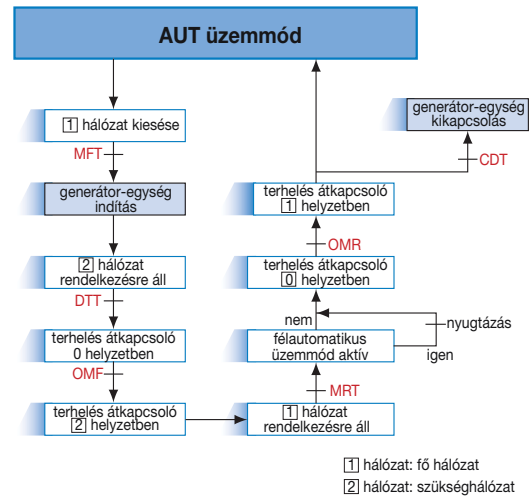 AUT üzemmód
1 hálózat kiesése
MFT
generátor-egység
indítás
2 hálózat
rendelkezésre áll
DTT
terhelés átkapcsoló
0 helyzetben
OMF
terhelés átkapcsoló
2 helyzetben
generátor-egység
kikapcsolás
CDT
terhelés átkapcsoló
1 helyzetben
OMR
terhelés átkapcsoló
0 helyzetben
nem
nyugtázás
félautomatikus
üzemmód aktív
igen
MRT
1 hálózat
rendelkezésre áll
1 hálózat: fő hálózat
2 hálózat: szükséghálózat